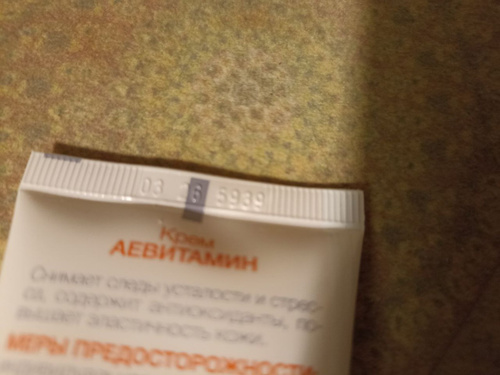 03 26 5939
Крем
АЕВИТАМИН
Снимает следы усталости и стрес-
са, содержит антиоксиданты, по-
вышает эластичность кожи.
МЕРЫ ПРЕДОСТОРОЖНОСТИ: